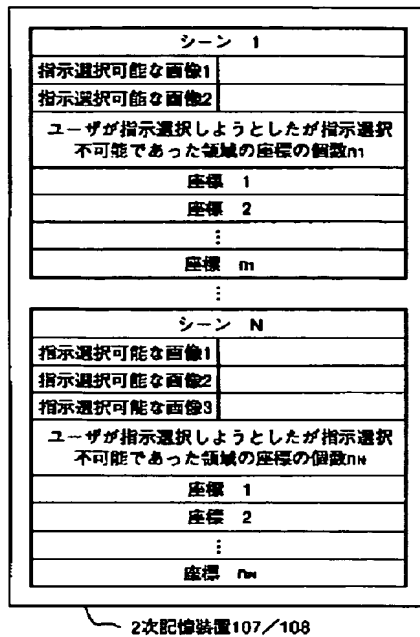 シーン 1
指示選択可能な画像1
指示選択可能な画像2
ユーザが指示選択しようとしたが指示選択
不可能であった領域の座標の個数n1
座標 1
座標 2
⋮
座標 n1
⋮
シーン N
指示選択可能な画像1
指示選択可能な画像2
指示選択可能な画像3
ユーザが指示選択しようとしたが指示選択
不可能であった領域の座標の個数nN
座標 1
座標 2
⋮
座標 nN
2次記憶装置107/108